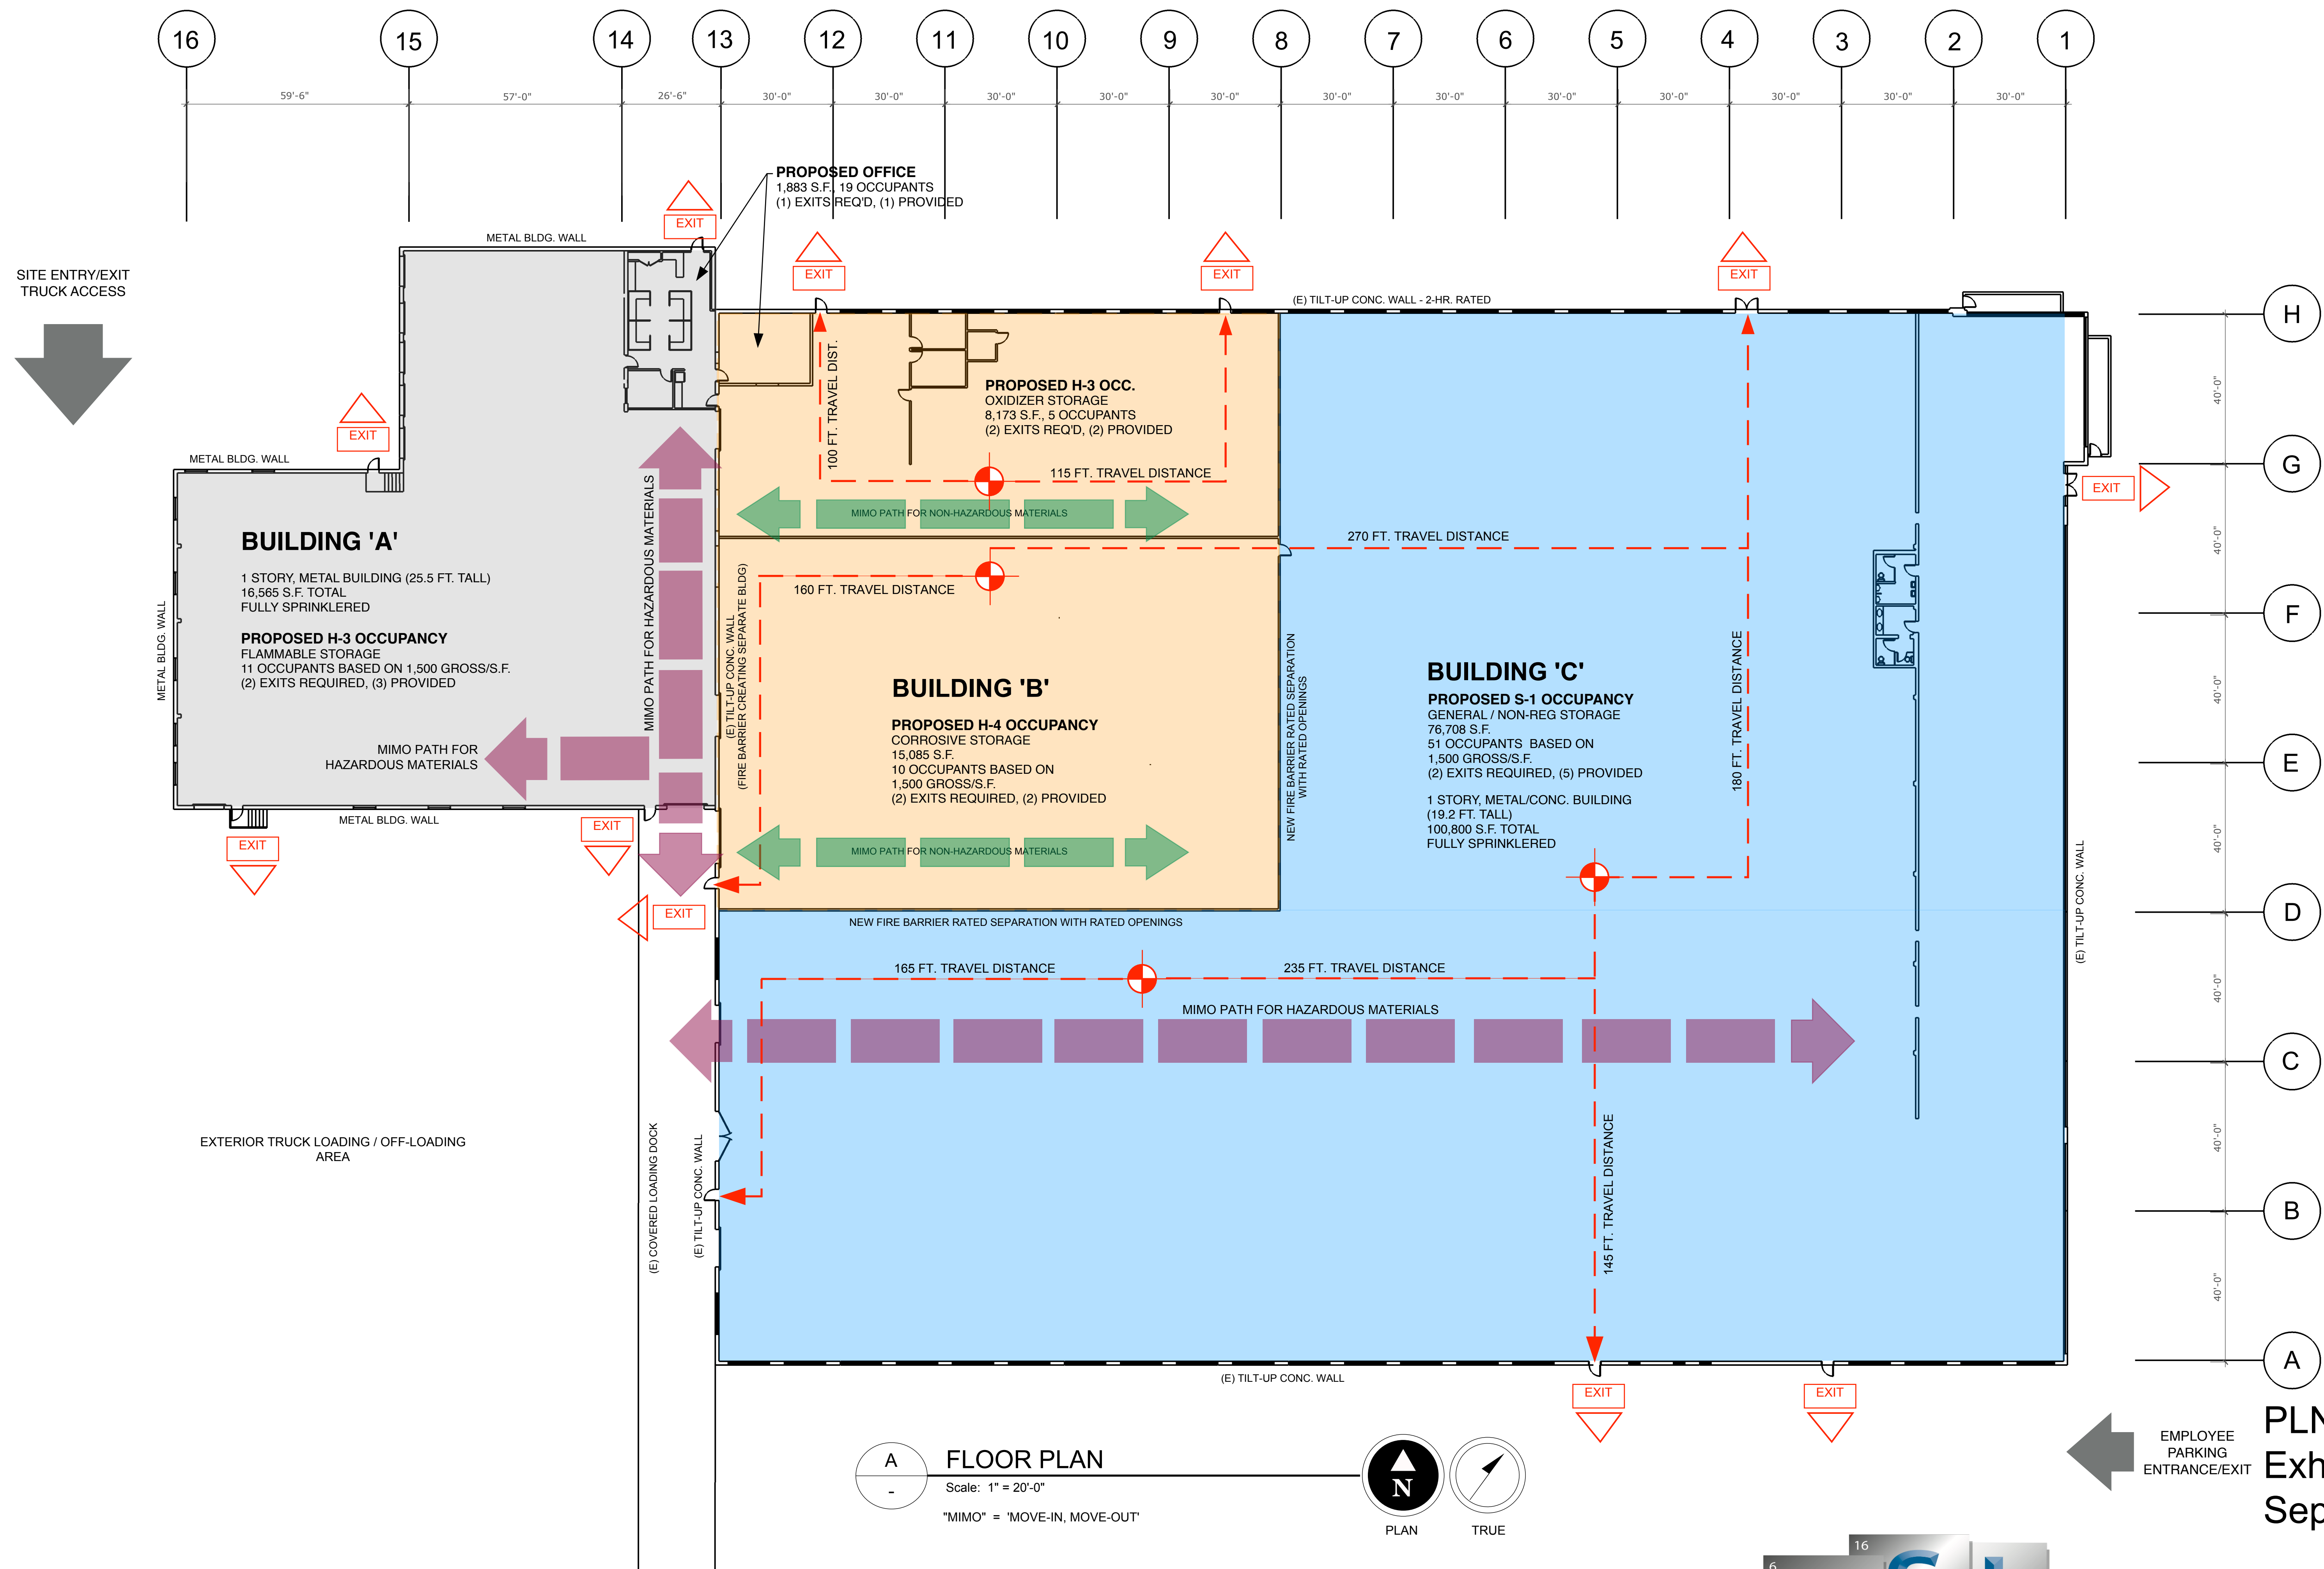 16 15 14 13 12 11 10 9 8 7 6 5 4 3 2 1
59'-6" 57'-0" 26'-6" 30'-0" 30'-0" 30'-0" 30'-0" 30'-0" 30'-0" 30'-0" 30'-0" 30'-0" 30'-0" 30'-0" 30'-0"
PROPOSED OFFICE
1,883 S.F., 19 OCCUPANTS
(1) EXITS REQ'D, (1) PROVIDED
EXIT
METAL BLDG. WALL
SITE ENTRY/EXIT
TRUCK ACCESS
EXIT
EXIT
EXIT
(E) TILT-UP CONC. WALL - 2-HR. RATED
H
40'-0"
G
40'-0"
F
40'-0"
E
40'-0"
D
40'-0"
C
40'-0"
B
40'-0"
A
EXIT
METAL BLDG. WALL
METAL BLDG. WALL
100 FT. TRAVEL DIST.
PROPOSED H-3 OCC.
OXIDIZER STORAGE
8,173 S.F., 5 OCCUPANTS
(2) EXITS REQ'D, (2) PROVIDED
115 FT. TRAVEL DISTANCE
MIMO PATH FOR NON-HAZARDOUS MATERIALS
EXIT
BUILDING 'A'
1 STORY, METAL BUILDING (25.5 FT. TALL)
16,565 S.F. TOTAL
FULLY SPRINKLERED
PROPOSED H-3 OCCUPANCY
FLAMMABLE STORAGE
11 OCCUPANTS BASED ON 1,500 GROSS/S.F.
(2) EXITS REQUIRED, (3) PROVIDED
MIMO PATH FOR HAZARDOUS MATERIALS
MIMO PATH FOR
HAZARDOUS MATERIALS
METAL BLDG. WALL
EXIT
EXIT
EXIT
(E) TILT-UP CONC. WALL
(FIRE BARRIER CREATING SEPARATE BLDG)
270 FT. TRAVEL DISTANCE
160 FT. TRAVEL DISTANCE
BUILDING 'B'
PROPOSED H-4 OCCUPANCY
CORROSIVE STORAGE
15,085 S.F.
10 OCCUPANTS BASED ON
1,500 GROSS/S.F.
(2) EXITS REQUIRED, (2) PROVIDED
MIMO PATH FOR NON-HAZARDOUS MATERIALS
NEW FIRE BARRIER RATED SEPARATION
WITH RATED OPENINGS
BUILDING 'C'
PROPOSED S-1 OCCUPANCY
GENERAL / NON-REG STORAGE
76,708 S.F.
51 OCCUPANTS BASED ON
1,500 GROSS/S.F.
(2) EXITS REQUIRED, (5) PROVIDED
1 STORY, METAL/CONC. BUILDING
(19.2 FT. TALL)
100,800 S.F. TOTAL
FULLY SPRINKLERED
180 FT. TRAVEL DISTANCE
(E) TILT-UP CONC. WALL
NEW FIRE BARRIER RATED SEPARATION WITH RATED OPENINGS
165 FT. TRAVEL DISTANCE
235 FT. TRAVEL DISTANCE
MIMO PATH FOR HAZARDOUS MATERIALS
145 FT. TRAVEL DISTANCE
EXTERIOR TRUCK LOADING / OFF-LOADING
AREA
(E) COVERED LOADING DOCK
(E) TILT-UP CONC. WALL
(E) TILT-UP CONC. WALL
EXIT
EXIT
A
-
FLOOR PLAN
Scale: 1" = 20'-0"
"MIMO" = 'MOVE-IN, MOVE-OUT'
N
PLAN
TRUE
EMPLOYEE
PARKING
ENTRANCE/EXIT
PLN
Exh
Sep
16
6